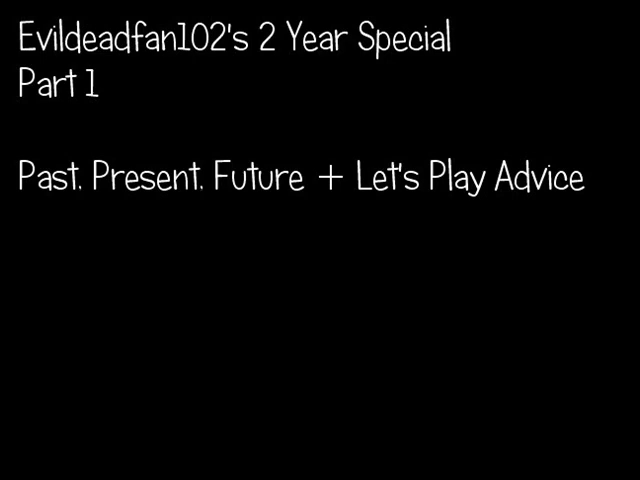 Evildeadfan102's 2 Year Special
Part 1
Past. Present. Future + Let's Play Advice